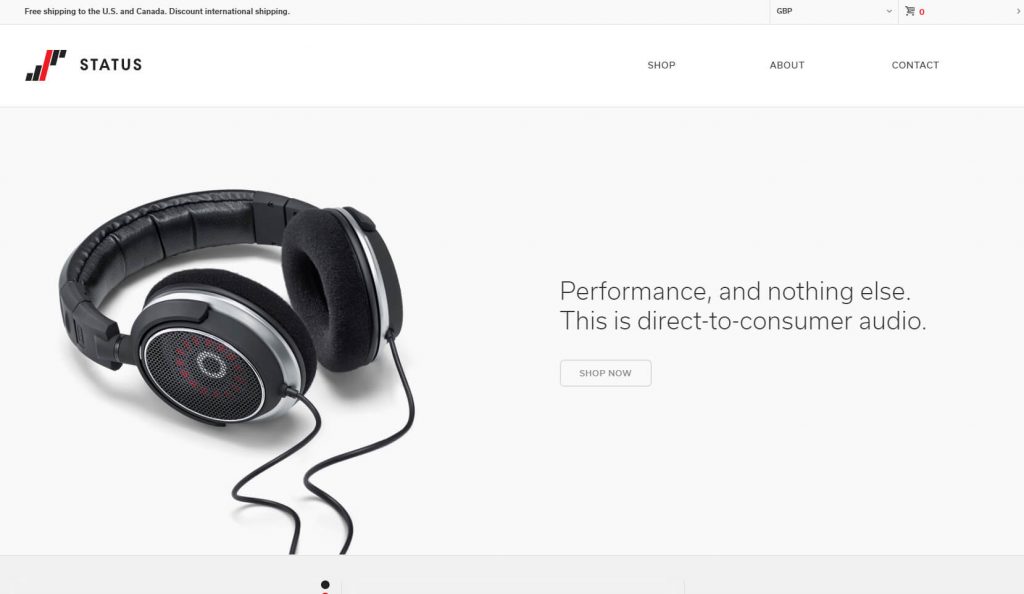 Free shipping to the U.S. and Canada. Discount international shipping.
GBP
0
STATUS
SHOP
ABOUT
CONTACT
Performance, and nothing else.
This is direct-to-consumer audio.
SHOP NOW